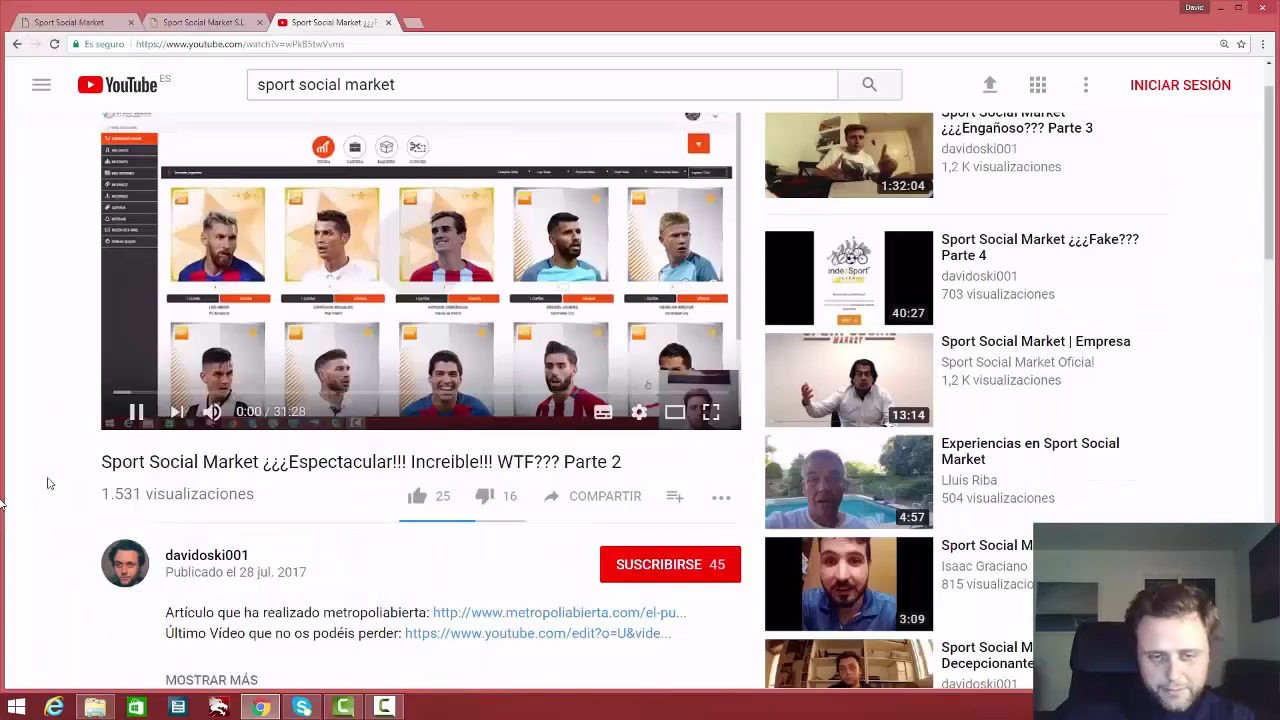 David
Sport Social Market
Sport Social Market S.L.
Sport Social Market ¿¿¿
Es seguro
https://www.youtube.com/watch?v=wPkB5twVvms
YouTube ES
sport social market
INICIAR SESIÓN
0:00 / 31:28
Sport Social Market ¿¿¿Espectacular!!! Increible!!! WTF??? Parte 2
1.531 visualizaciones
25
16
COMPARTIR
davidoski001
Publicado el 28 jul. 2017
SUSCRIBIRSE 45
Artículo que ha realizado metropoliabierta: http://www.metropoliabierta.com/el-pu...
Último Vídeo que no os podéis perder: https://www.youtube.com/edit?o=U&vide...
MOSTRAR MÁS
Sport Social Market
¿¿¿Engañoso??? Parte 3
davidoski001
1,2 K visualizaciones
1:32:04
Sport Social Market ¿¿¿Fake???
Parte 4
davidoski001
703 visualizaciones
indexSport
40:27
Sport Social Market | Empresa
Sport Social Market Oficial
1,2 K visualizaciones
MARKET
13:14
Experiencias en Sport Social
Market
Lluis Riba
504 visualizaciones
4:57
Sport Social M
Isaac Graciano
815 visualizacio
3:09
Sport Social M
Decepcionante
davidoski001